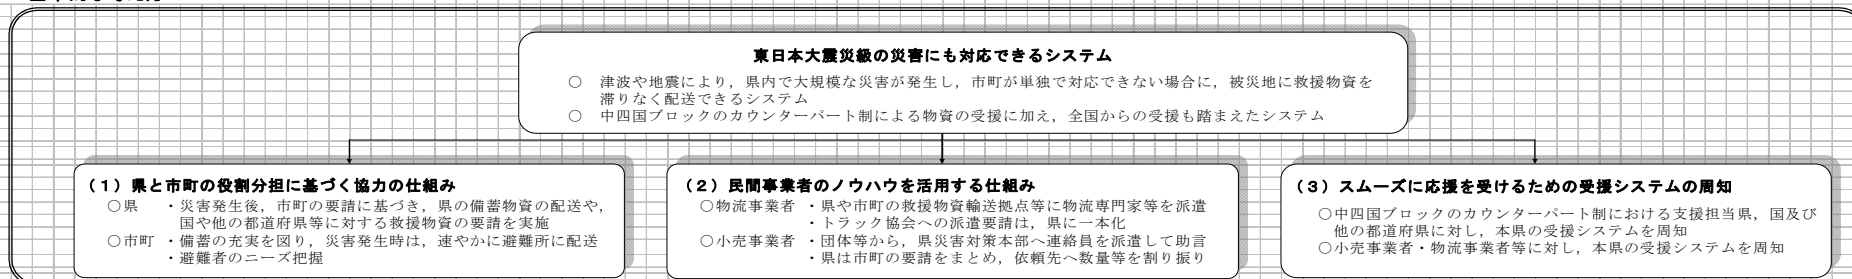 東日本大震災級の災害にも対応できるシステム
○　津波や地震により，県内で大規模な災害が発生し，市町が単独で対応できない場合に，被災地に救援物資を
滞りなく配送できるシステム
○　中四国ブロックのカウンターパート制による物資の受援に加え，全国からの受援も踏まえたシステム
（１）県と市町の役割分担に基づく協力の仕組み
○県　・災害発生後，市町の要請に基づき，県の備蓄物資の配送や，
国や他の都道府県等に対する救援物資の要請を実施
○市町　・備蓄の充実を図り，災害発生時は，速やかに避難所に配送
・避難者のニーズ把握
（２）民間事業者のノウハウを活用する仕組み
○物流事業者　・県や市町の救援物資輸送拠点等に物流専門家等を派遣
・トラック協会への派遣要請は，県に一本化
○小売事業者　・団体等から，県災害対策本部へ連絡員を派遣して助言
・県は市町の要請をまとめ，依頼先へ数量等を割り振り
（３）スムーズに応援を受けるための受援システムの周知
○中四国ブロックのカウンターパート制における支援担当県，国及び
他の都道府県に対し，本県の受援システムを周知
○小売事業者・物流事業者等に対し，本県の受援システムを周知